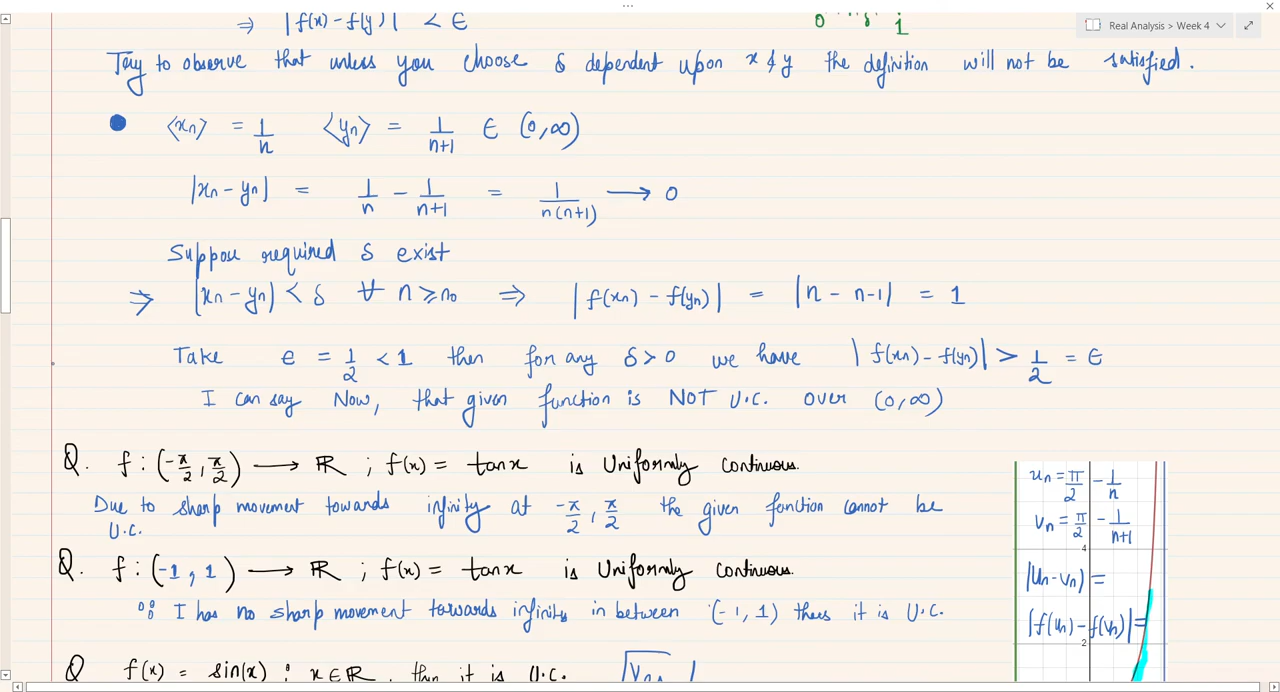 ⇒ |f(x) - f(y)| < ε
0 1
Real Analysis > Week 4
Try to observe that unless you choose δ dependent upon x & y the definition will not be satisfied.
⟨xn⟩ = 1/n ⟨yn⟩ = 1/(n+1) ∈ (0,∞)
|xn - yn| = 1/n - 1/(n+1) = 1/(n(n+1)) → 0
Suppose required δ exist
⇒ |xn - yn| < δ ∀ n ≥ n0 ⇒ |f(xn) - f(yn)| = |n - n-1| = 1
Take e = 1/2 < 1 then for any δ > 0 we have |f(xn) - f(yn)| > 1/2 = ε
I can say Now, that given function is NOT U.C. over (0,∞)
Q. f : (-π/2, π/2) → ℝ ; f(x) = tanx is Uniformly continuous.
Due to sharp movement towards infinity at -π/2, π/2 the given function cannot be
U.C.
Q. f : (-1, 1) → ℝ ; f(x) = tanx is Uniformly continuous.
∵ I has no sharp movement towards infinity in between (-1, 1) thus it is U.C.
Q f(x) = sin(x) : x∈ℝ, then it is U.C.
un = π/2 - 1/n
vn = π/2 - 1/(n+1)
4
|un - vn| =
|f(un) - f(vn)| =
2